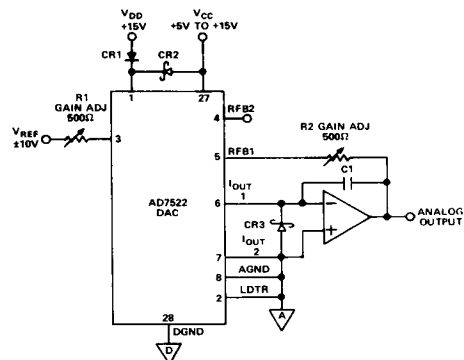 VDD
+15V
VCC
+5V TO +15V
CR1
CR2
1
27
R1
GAIN ADJ
500Ω
VREF
±10V
3
4
RFB2
R2 GAIN ADJ
500Ω
5
RFB1
C1
IOUT
1
6
AD7522
DAC
−
+
ANALOG
OUTPUT
CR3
IOUT
2
7
AGND
8
LDTR
2
A
28
DGND
D